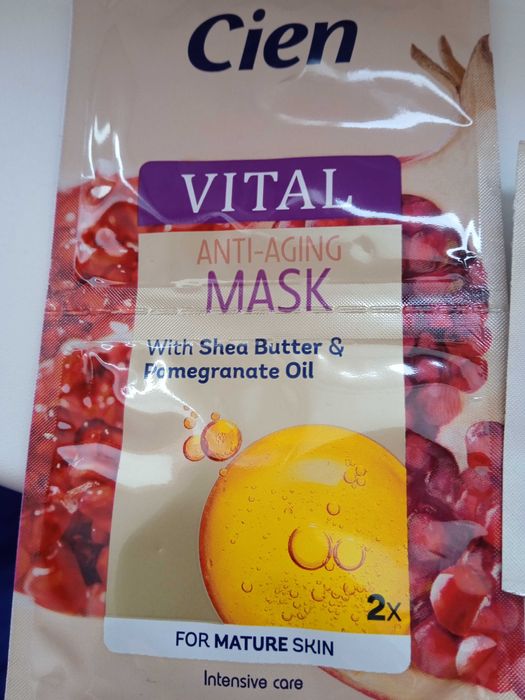 Cien
VITAL
ANTI-AGING
MASK
With Shea Butter &
Pomegranate Oil
2x
FOR MATURE SKIN
Intensive care